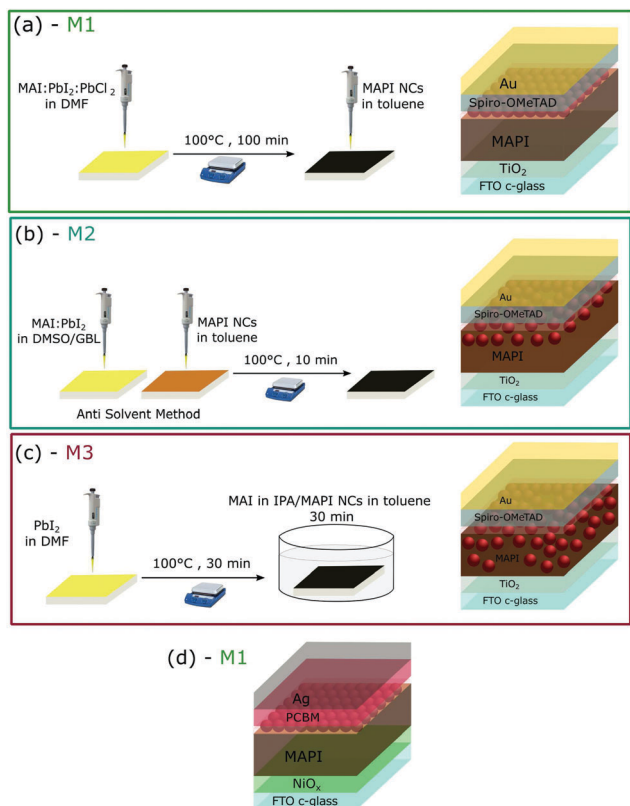 (a) - M1
MAI:PbI₂:PbCl₂
in DMF
100°C , 100 min
MAPI NCs
in toluene
Au
Spiro-OMeTAD
MAPI
TiO₂
FTO c-glass
(b) - M2
MAI:PbI₂
in DMSO/GBL
MAPI NCs
in toluene
Anti Solvent Method
100°C , 10 min
Au
Spiro-OMeTAD
MAPI
TiO₂
FTO c-glass
(c) - M3
PbI₂
in DMF
100°C , 30 min
MAI in IPA/MAPI NCs in toluene
30 min
Au
Spiro-OMeTAD
MAPI
TiO₂
FTO c-glass
(d) - M1
Ag
PCBM
MAPI
NiOₓ
FTO c-glass